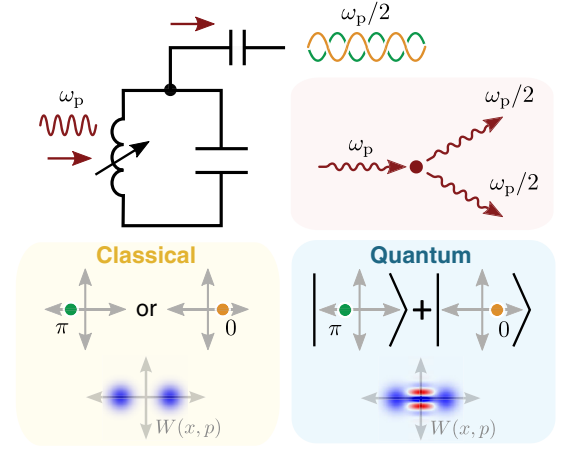 ω_p/2
ω_p
ω_p/2
ω_p
ω_p/2
Classical
π or 0
W(x, p)
Quantum
| π ⟩ + | 0 ⟩
W(x, p)